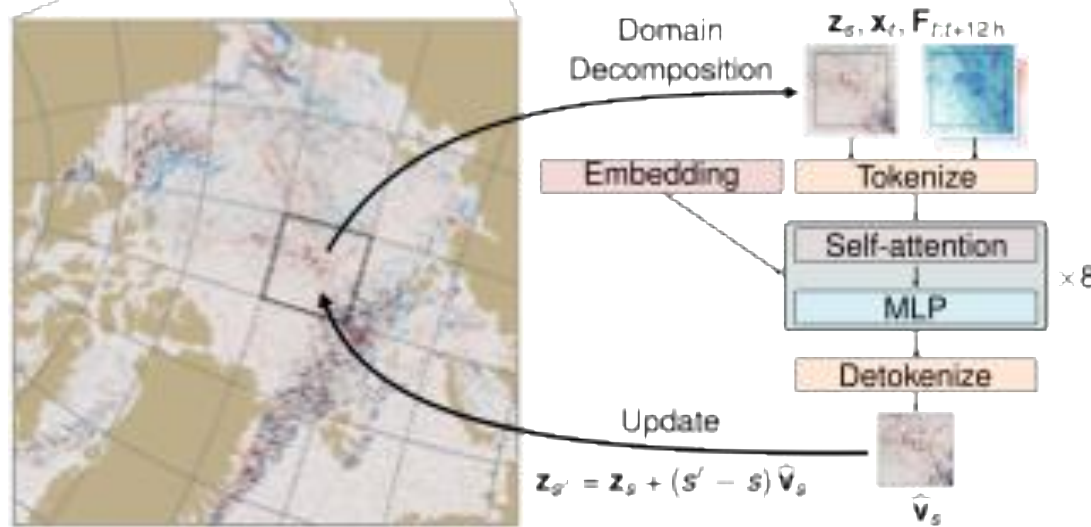 Domain
Decomposition
z_s, x_t, F_{t:t+12 h}
Embedding
Tokenize
Self-attention
× 8
MLP
Detokenize
Update
z_{s'} = z_s + (s' − s) v̂_s
v̂_s